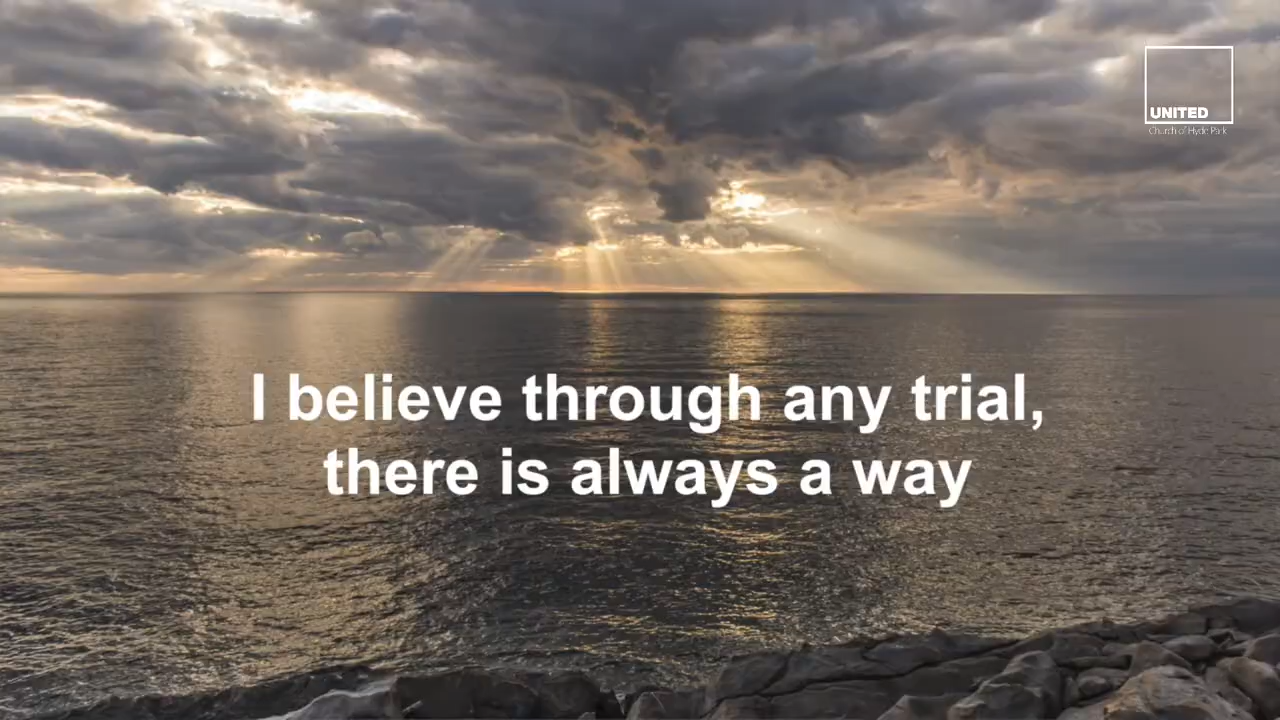 UNITED
Church of Hyde Park
I believe through any trial,
there is always a way